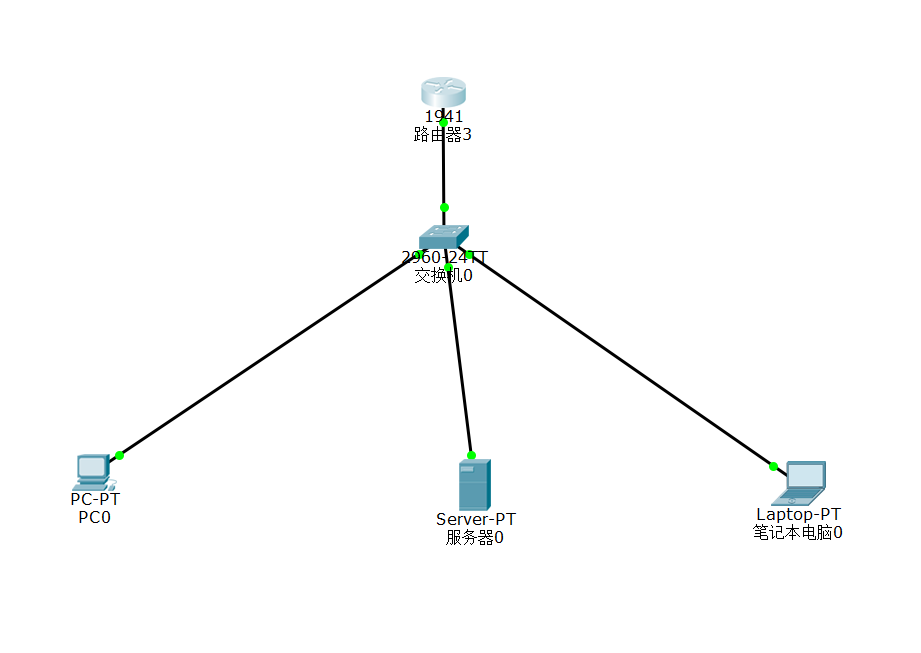 1941
路由器3
2960-24TT
交换机0
PC-PT
PC0
Server-PT
服务器0
Laptop-PT
笔记本电脑0